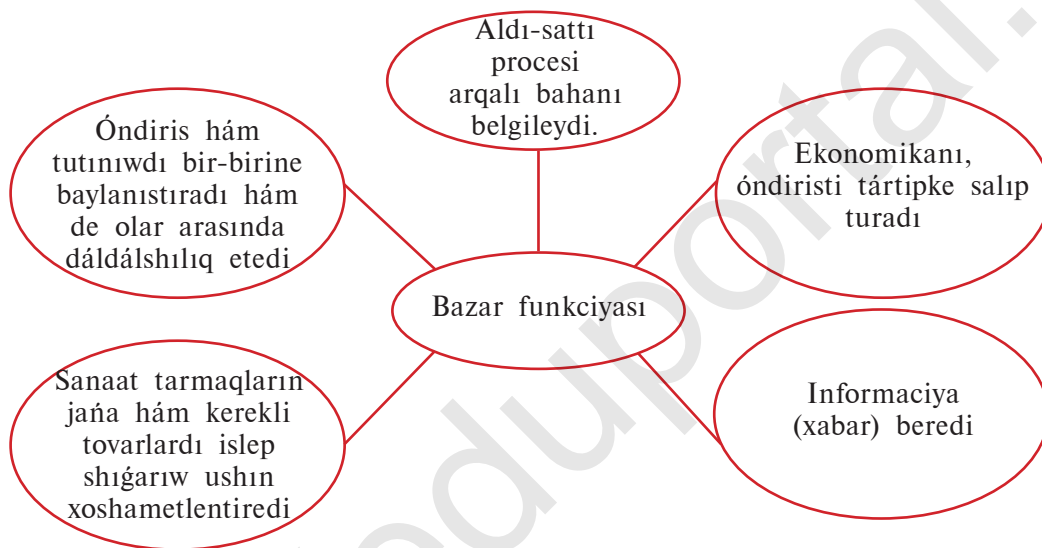 Aldı-sattı
procesi
arqalı bahanı
belgileydi.
Óndiris hám
tutınıwdı bir-birine
baylanıstıradı hám
de olar arasında
dáldálshılıq etedi
Ekonomikanı,
óndiristi tártipke salıp
turadı
Bazar funkciyası
Sanaat tarmaqların
jańa hám kerekli
tovarlardı islep
shıǵarıw ushın
xoshametlentiredi
Informaciya
(xabar) beredi
eduportal.